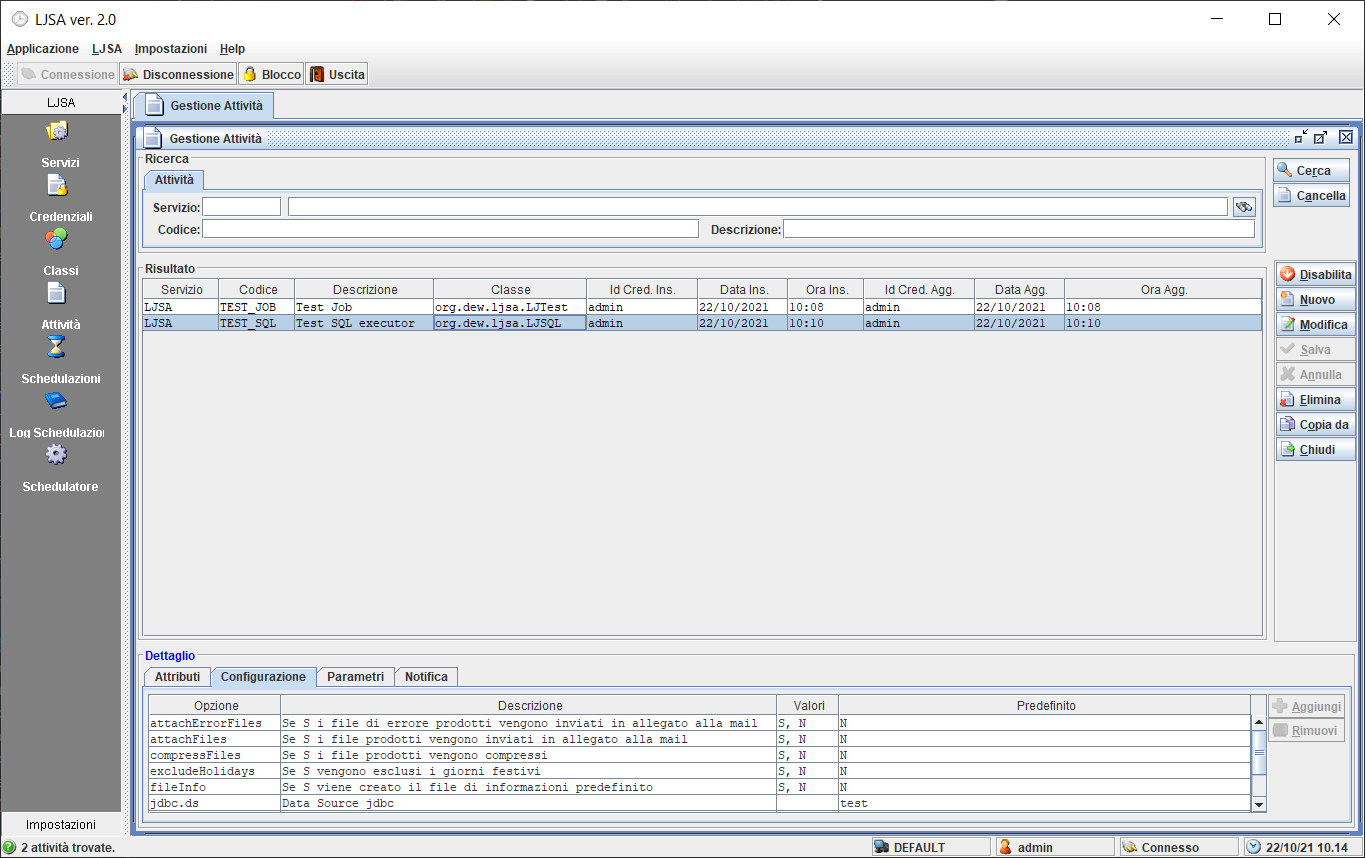 LJSA ver. 2.0
Applicazione LJSA Impostazioni Help
Connessione Disconnessione Blocco Uscita
LJSA
Servizi
Credenziali
Classi
Attività
Schedulazioni
Log Schedulazion
Schedulatore
Impostazioni
Gestione Attività
Gestione Attività
Ricerca
Attività
Servizio:
Codice: Descrizione:
Cerca
Cancella
Risultato
Servizio Codice Descrizione Classe Id Cred. Ins. Data Ins. Ora Ins. Id Cred. Agg. Data Agg. Ora Agg.
LJSA TEST_JOB Test Job org.dew.ljsa.LJTest admin 22/10/2021 10:08 admin 22/10/2021 10:08
LJSA TEST_SQL Test SQL executor org.dew.ljsa.LJSQL admin 22/10/2021 10:10 admin 22/10/2021 10:10
Disabilita
Nuovo
Modifica
Salva
Annulla
Elimina
Copia da
Chiudi
Dettaglio
Attributi Configurazione Parametri Notifica
Opzione Descrizione Valori Predefinito
attachErrorFiles Se S i file di errore prodotti vengono inviati in allegato alla mail S, N N
attachFiles Se S i file prodotti vengono inviati in allegato alla mail S, N N
compressFiles Se S i file prodotti vengono compressi S, N N
excludeHolidays Se S vengono esclusi i giorni festivi S, N N
fileInfo Se S viene creato il file di informazioni predefinito S, N N
jdbc.ds Data Source jdbc test
Aggiungi
Rimuovi
2 attività trovate. DEFAULT admin Connesso 22/10/21 10.14